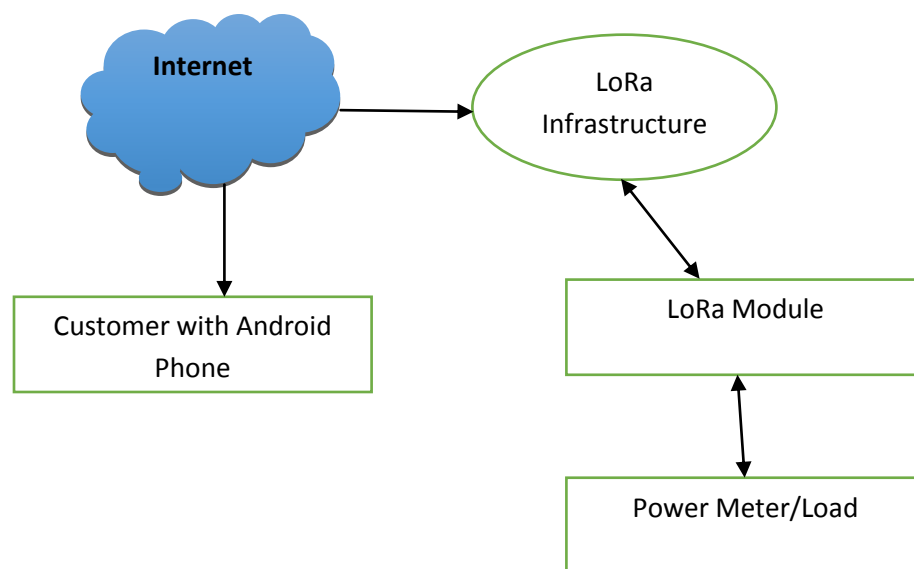 Internet
LoRa
Infrastructure
Customer with Android
Phone
LoRa Module
Power Meter/Load